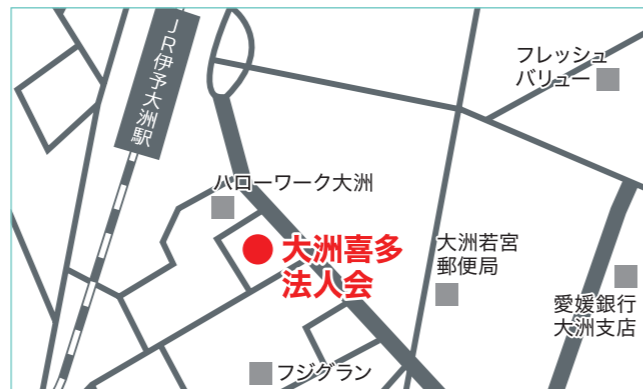 JR伊予大洲駅
フレッシュ
バリュー
ハローワーク大洲
大洲喜多
法人会
大洲若宮
郵便局
愛媛銀行
大洲支店
フジグラン